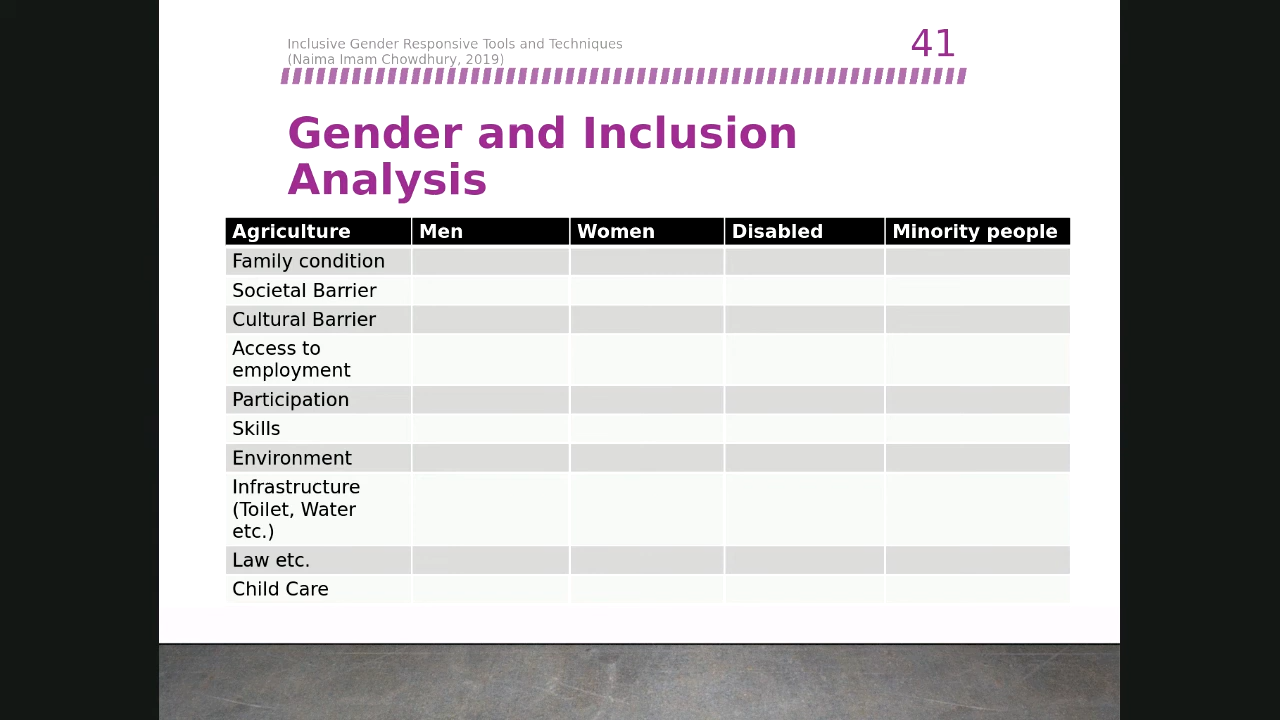 Inclusive Gender Responsive Tools and Techniques
(Naima Imam Chowdhury, 2019)
41
Gender and Inclusion
Analysis
Agriculture Men Women Disabled Minority people
Family condition
Societal Barrier
Cultural Barrier
Access to
employment
Participation
Skills
Environment
Infrastructure
(Toilet, Water
etc.)
Law etc.
Child Care